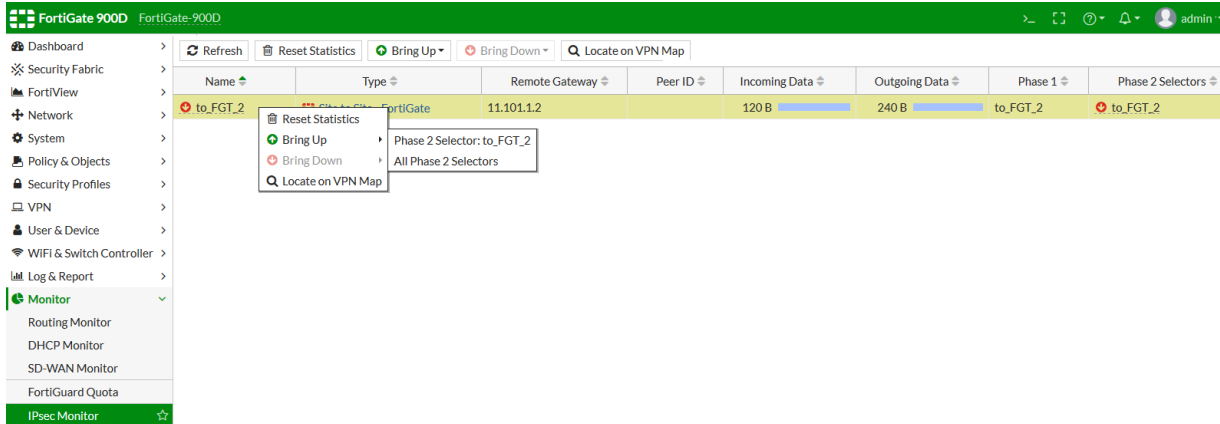 FortiGate 900D FortiGate-900D
admin
Dashboard
Security Fabric
FortiView
Network
System
Policy & Objects
Security Profiles
VPN
User & Device
WiFi & Switch Controller
Log & Report
Monitor
Routing Monitor
DHCP Monitor
SD-WAN Monitor
FortiGuard Quota
IPsec Monitor
Refresh Reset Statistics Bring Up Bring Down Locate on VPN Map
Name Type Remote Gateway Peer ID Incoming Data Outgoing Data Phase 1 Phase 2 Selectors
to_FGT_2 Site to Site - FortiGate 11.101.1.2 120 B 240 B to_FGT_2 to_FGT_2
Reset Statistics
Bring Up
Bring Down
Locate on VPN Map
Phase 2 Selector: to_FGT_2
All Phase 2 Selectors